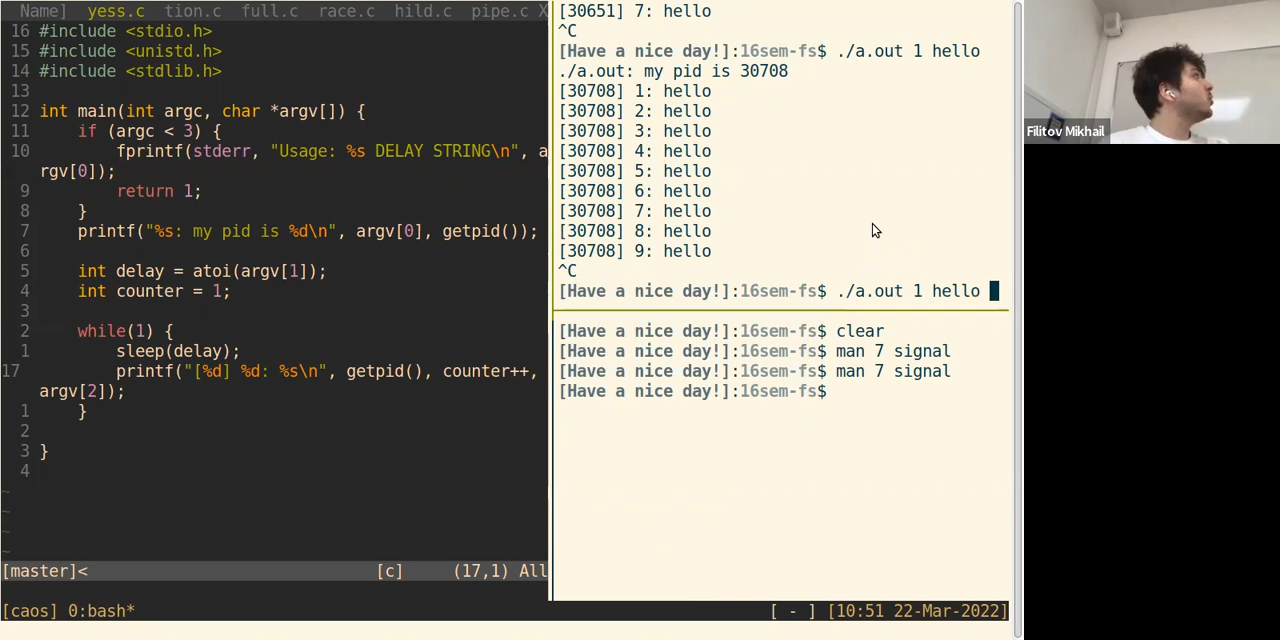 Name] yess.c tion.c full.c race.c hild.c pipe.c X
16 #include <stdio.h>
15 #include <unistd.h>
14 #include <stdlib.h>
13
12 int main(int argc, char *argv[]) {
11 if (argc < 3) {
10 fprintf(stderr, "Usage: %s DELAY STRING\n", a
rgv[0]);
9 return 1;
8 }
7 printf("%s: my pid is %d\n", argv[0], getpid());
6
5 int delay = atoi(argv[1]);
4 int counter = 1;
3
2 while(1) {
1 sleep(delay);
17 printf("[%d] %d: %s\n", getpid(), counter++,
argv[2]);
1 }
2
3 }
4
~
~
~
~
[master]< [c] (17,1) All
[30651] 7: hello
^C
[Have a nice day!]:16sem-fs$ ./a.out 1 hello
./a.out: my pid is 30708
[30708] 1: hello
[30708] 2: hello
[30708] 3: hello
[30708] 4: hello
[30708] 5: hello
[30708] 6: hello
[30708] 7: hello
[30708] 8: hello
[30708] 9: hello
^C
[Have a nice day!]:16sem-fs$ ./a.out 1 hello
[Have a nice day!]:16sem-fs$ clear
[Have a nice day!]:16sem-fs$ man 7 signal
[Have a nice day!]:16sem-fs$ man 7 signal
[Have a nice day!]:16sem-fs$
[caos] 0:bash* [ - ] [10:51 22-Mar-2022]
Filitov Mikhail